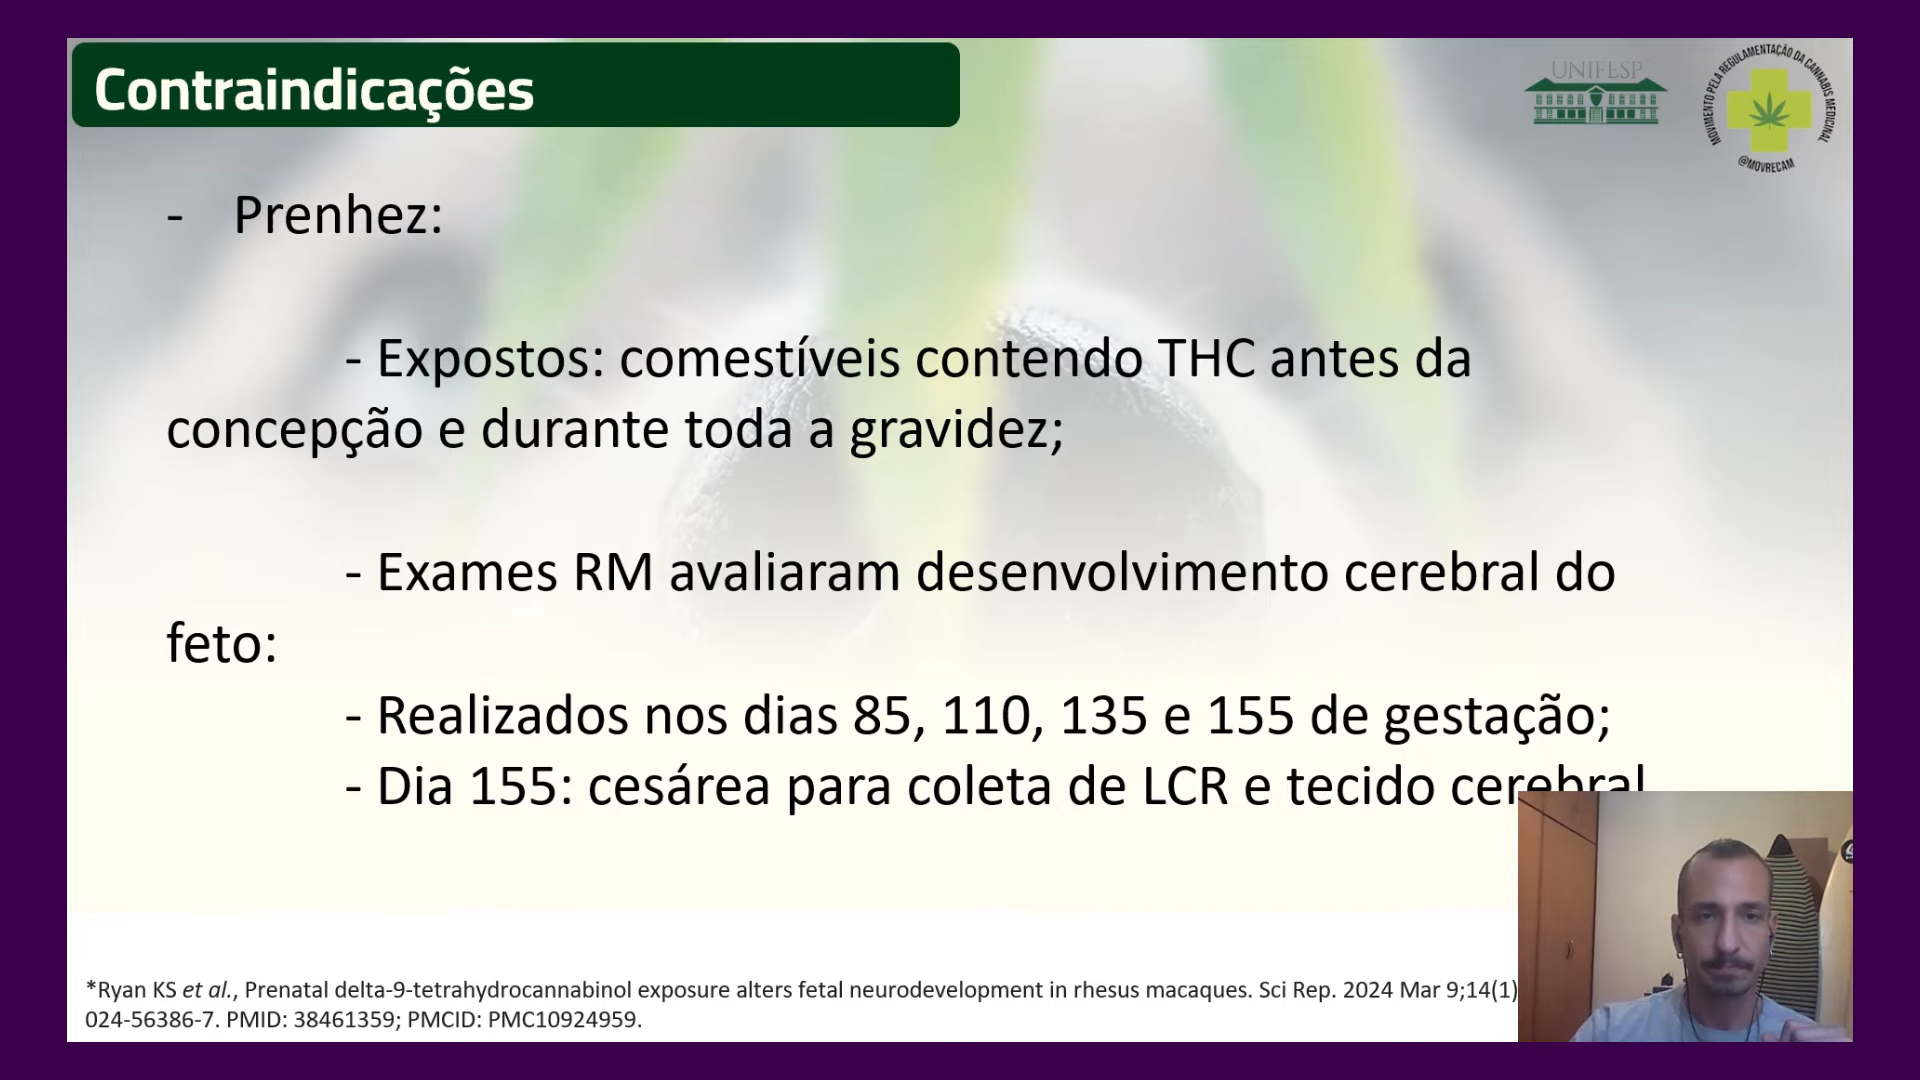 Contraindicações
UNIFESP
MOVIMENTO PELA REGULAMENTAÇÃO DA CANNABIS MEDICINAL
@MOVRECAM
- Prenhez:
- Expostos: comestíveis contendo THC antes da
concepção e durante toda a gravidez;
- Exames RM avaliaram desenvolvimento cerebral do
feto:
- Realizados nos dias 85, 110, 135 e 155 de gestação;
- Dia 155: cesárea para coleta de LCR e tecido cerebral
*Ryan KS et al., Prenatal delta-9-tetrahydrocannabinol exposure alters fetal neurodevelopment in rhesus macaques. Sci Rep. 2024 Mar 9;14(1)
024-56386-7. PMID: 38461359; PMCID: PMC10924959.